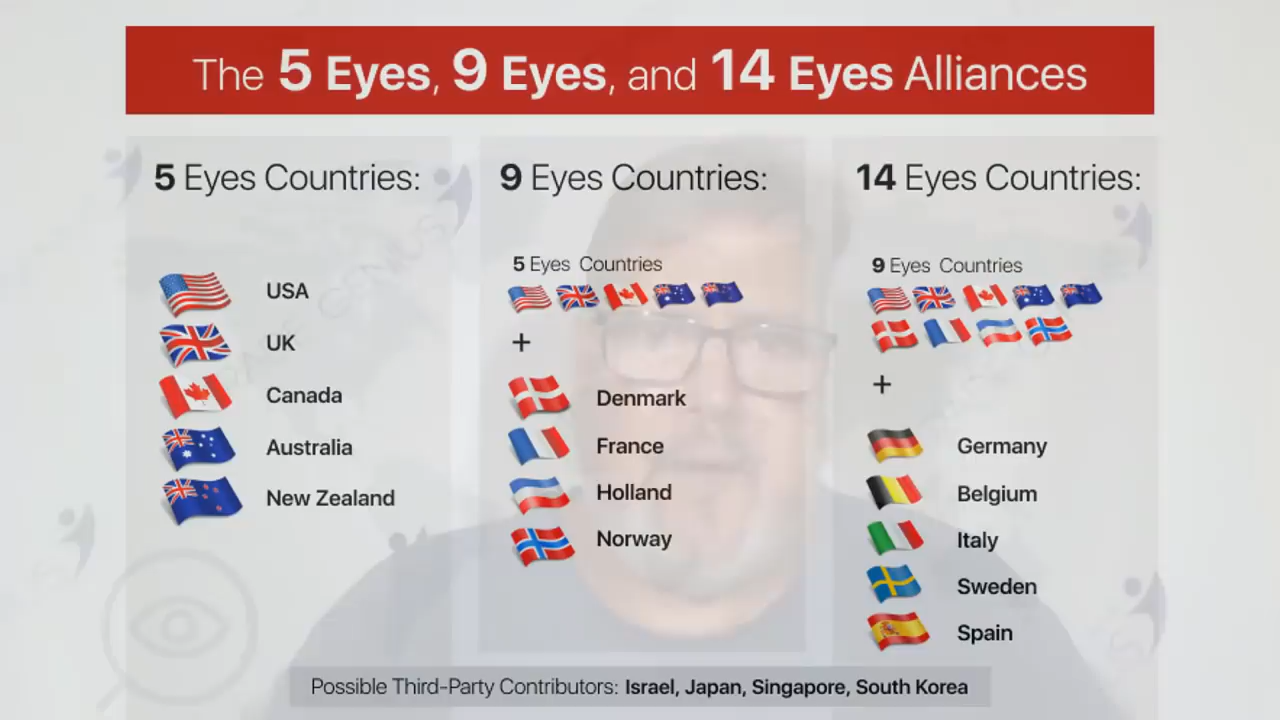 The 5 Eyes, 9 Eyes, and 14 Eyes Alliances
5 Eyes Countries:
USA
UK
Canada
Australia
New Zealand
9 Eyes Countries:
5 Eyes Countries
+
Denmark
France
Holland
Norway
14 Eyes Countries:
9 Eyes Countries
+
Germany
Belgium
Italy
Sweden
Spain
Possible Third-Party Contributors: Israel, Japan, Singapore, South Korea